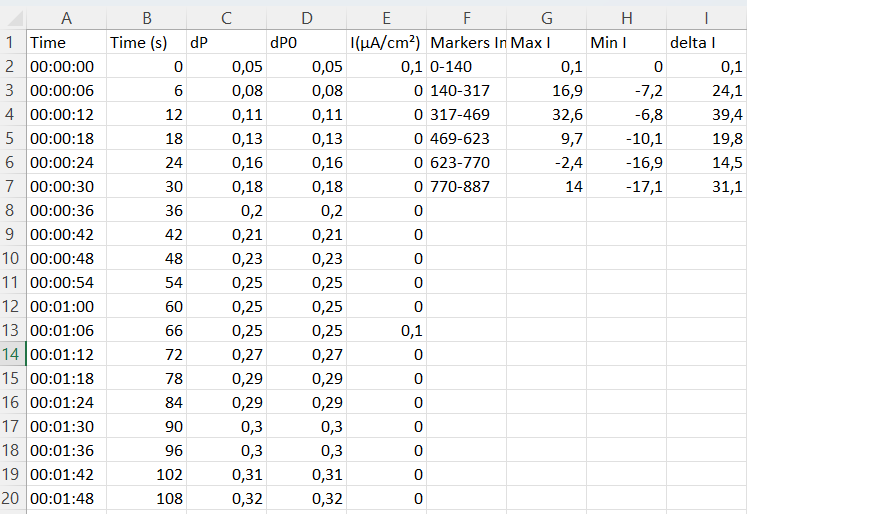 A B C D E F G H I
1 Time Time (s) dP dP0 I(µA/cm²) Markers In Max I Min I delta I
2 00:00:00 0 0,05 0,05 0,1 0-140 0,1 0 0,1
3 00:00:06 6 0,08 0,08 0 140-317 16,9 -7,2 24,1
4 00:00:12 12 0,11 0,11 0 317-469 32,6 -6,8 39,4
5 00:00:18 18 0,13 0,13 0 469-623 9,7 -10,1 19,8
6 00:00:24 24 0,16 0,16 0 623-770 -2,4 -16,9 14,5
7 00:00:30 30 0,18 0,18 0 770-887 14 -17,1 31,1
8 00:00:36 36 0,2 0,2 0
9 00:00:42 42 0,21 0,21 0
10 00:00:48 48 0,23 0,23 0
11 00:00:54 54 0,25 0,25 0
12 00:01:00 60 0,25 0,25 0
13 00:01:06 66 0,25 0,25 0,1
14 00:01:12 72 0,27 0,27 0
15 00:01:18 78 0,29 0,29 0
16 00:01:24 84 0,29 0,29 0
17 00:01:30 90 0,3 0,3 0
18 00:01:36 96 0,3 0,3 0
19 00:01:42 102 0,31 0,31 0
20 00:01:48 108 0,32 0,32 0